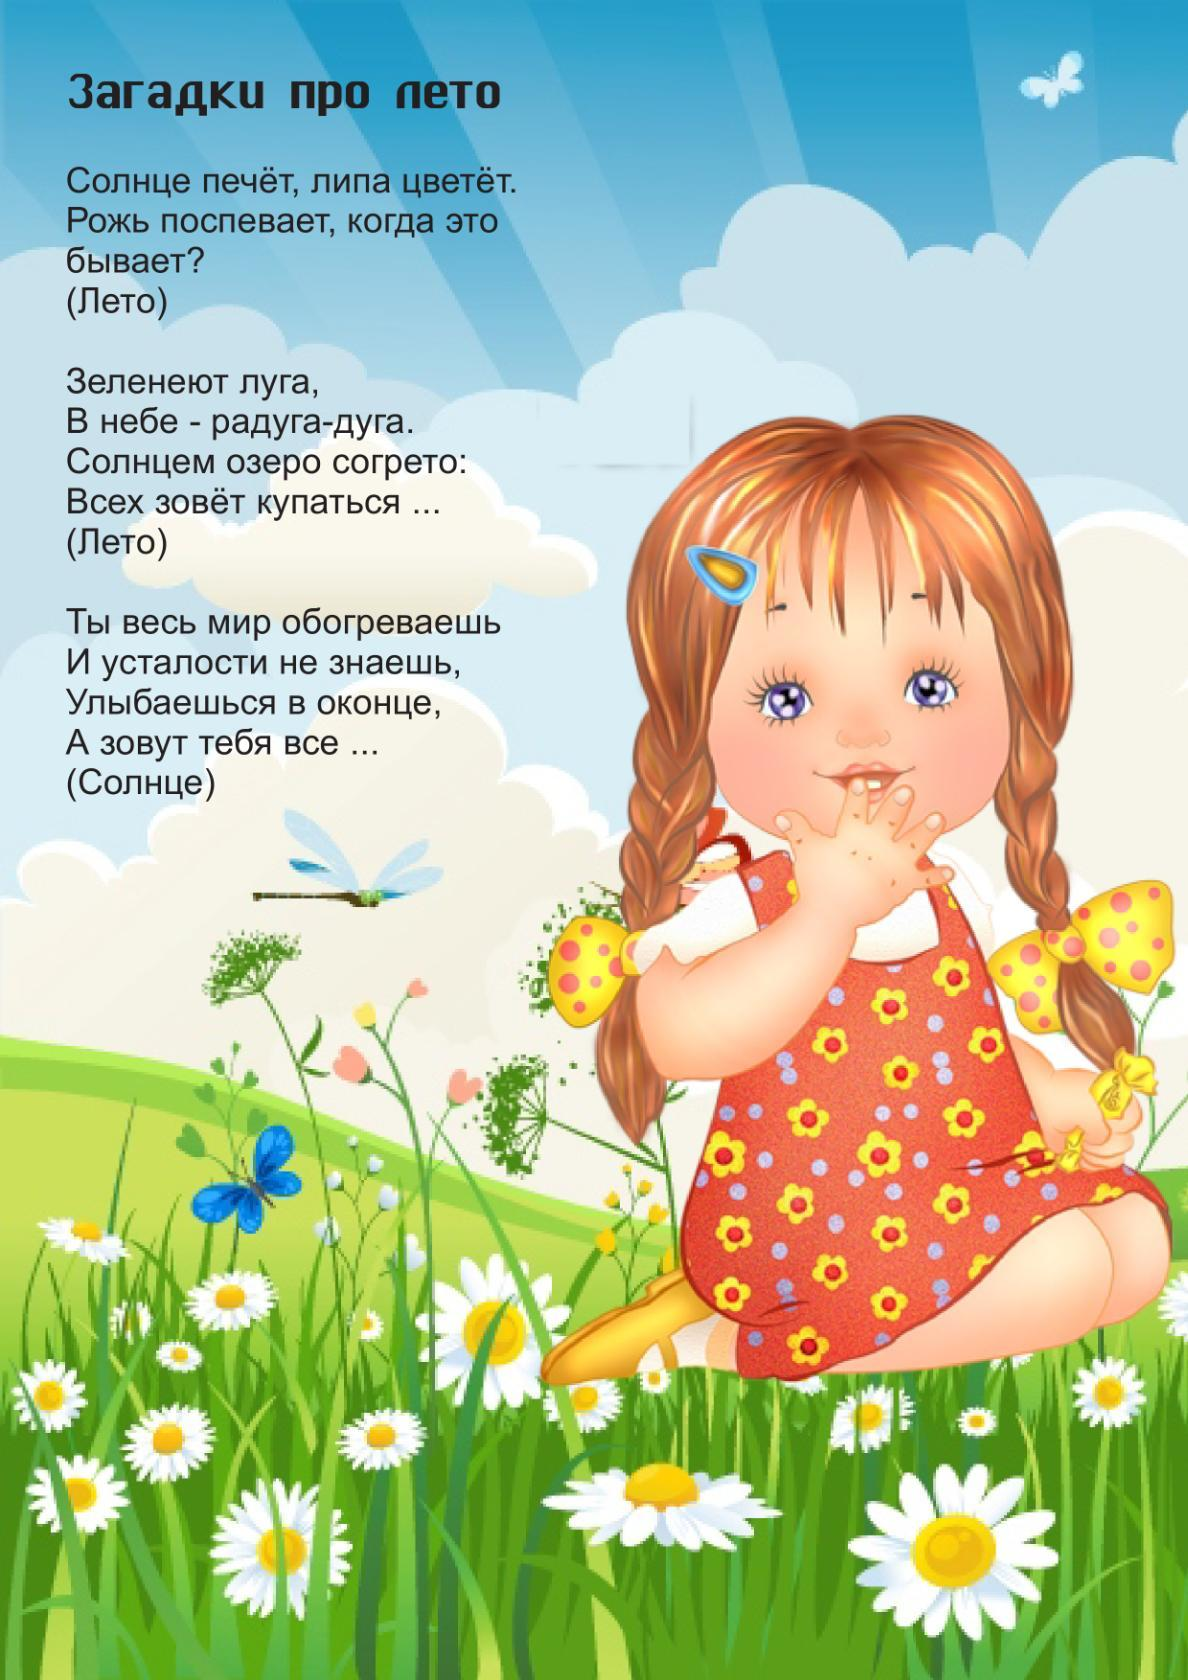 Загадки про лето
Солнце печёт, липа цветёт.
Рожь поспевает, когда это
бывает?
(Лето)
Зеленеют луга,
В небе - радуга-дуга.
Солнцем озеро согрето:
Всех зовёт купаться ...
(Лето)
Ты весь мир обогреваешь
И усталости не знаешь,
Улыбаешься в оконце,
А зовут тебя все ...
(Солнце)